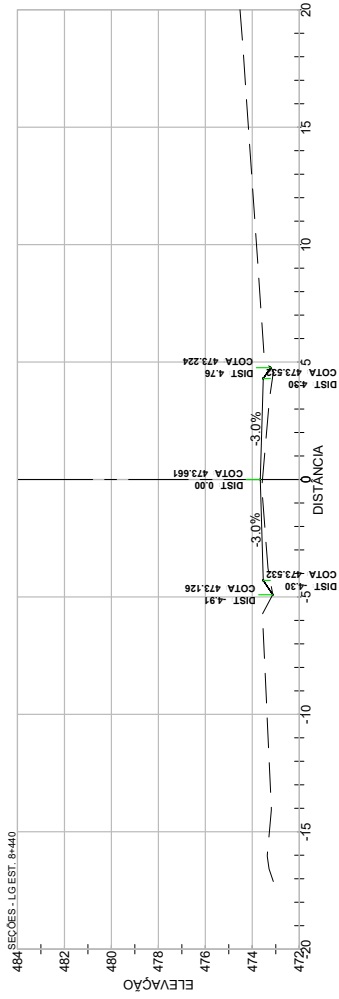 SEÇÕES - LG EST. 8+440
484
482
480
478
476
474
472
ELEVAÇÃO
-20
-15
-10
-5
0
5
10
15
20
DISTÂNCIA
-3.0%
-3.0%
DIST -4.91
COTA 473.126
DIST -4.30
COTA 473.532
DIST 0.00
COTA 473.661
DIST 4.30
COTA 473.532
DIST 4.76
COTA 473.224